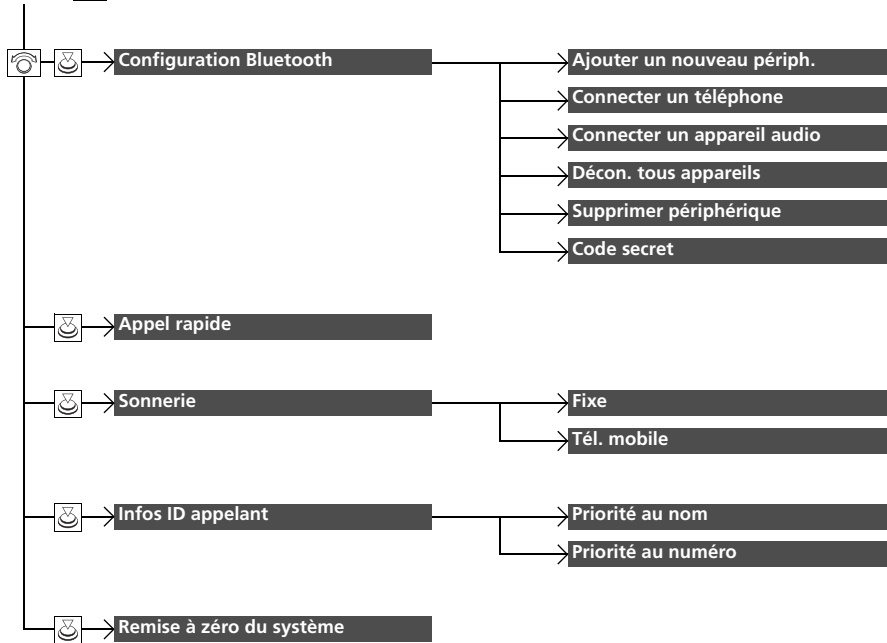 Configuration Bluetooth
Ajouter un nouveau périph.
Connecter un téléphone
Connecter un appareil audio
Décon. tous appareils
Supprimer périphérique
Code secret
Appel rapide
Sonnerie
Fixe
Tél. mobile
Infos ID appelant
Priorité au nom
Priorité au numéro
Remise à zéro du système